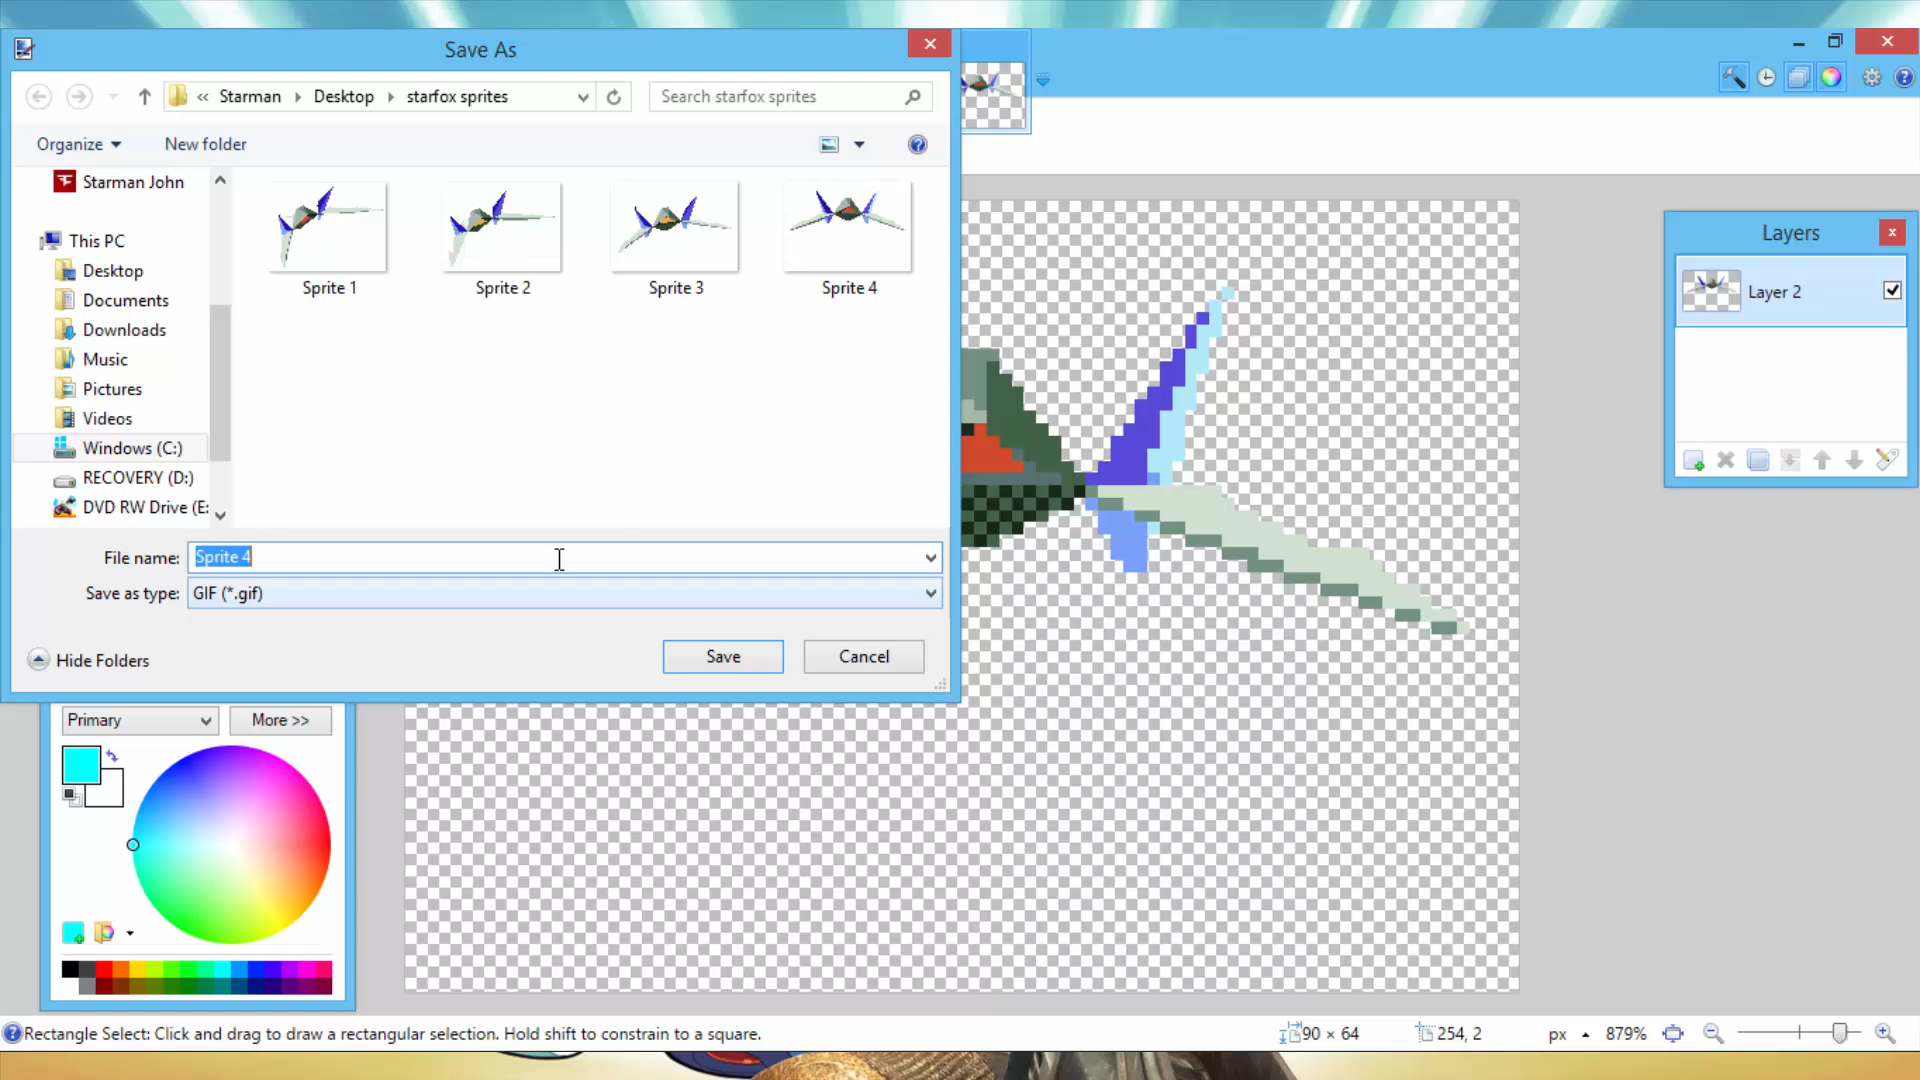 Save As
Starman Desktop starfox sprites
Search starfox sprites
Organize New folder
Starman John
This PC
Desktop
Documents
Downloads
Music
Pictures
Videos
Windows (C:)
RECOVERY (D:)
DVD RW Drive (E:
Sprite 1 Sprite 2 Sprite 3 Sprite 4
File name: Sprite 4
Save as type: GIF (*.gif)
Hide Folders
Save Cancel
Layers
Layer 2
Primary More >>
Rectangle Select: Click and drag to draw a rectangular selection. Hold shift to constrain to a square.
90 × 64 254, 2 px 879%